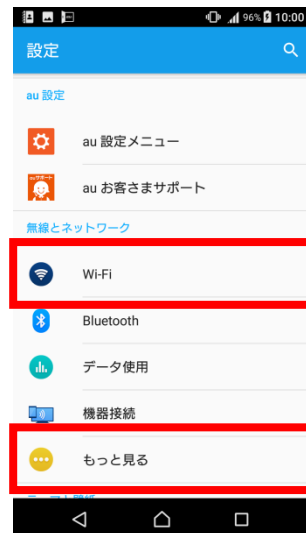 96% 10:00
設定
au 設定
au 設定メニュー
au お客さまサポート
無線とネットワーク
Wi-Fi
Bluetooth
データ使用
機器接続
もっと見る